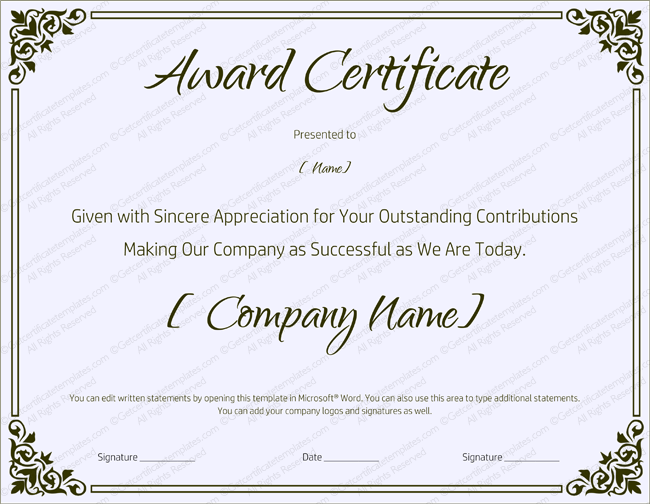 Award Certificate
Presented to
[ Name]
Given with Sincere Appreciation for Your Outstanding Contributions
Making Our Company as Successful as We Are Today.
[ Company Name]
You can edit written statements by opening this template in Microsoft® Word. You can also use this area to type additional statements.
You can add your company logos and signatures as well.
Signature ___________ Date ___________ Signature ___________
©Getcertificatetemplates.com
All Rights Reserved